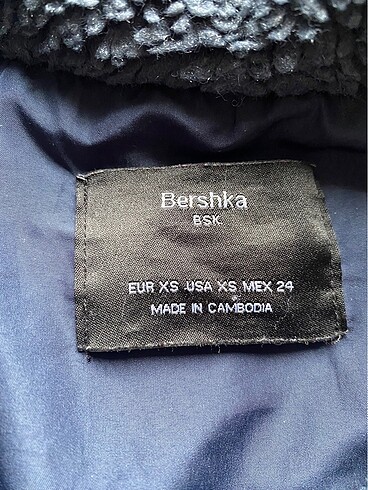 Bershka
BSK
EUR XS USA XS MEX 24
MADE IN CAMBODIA